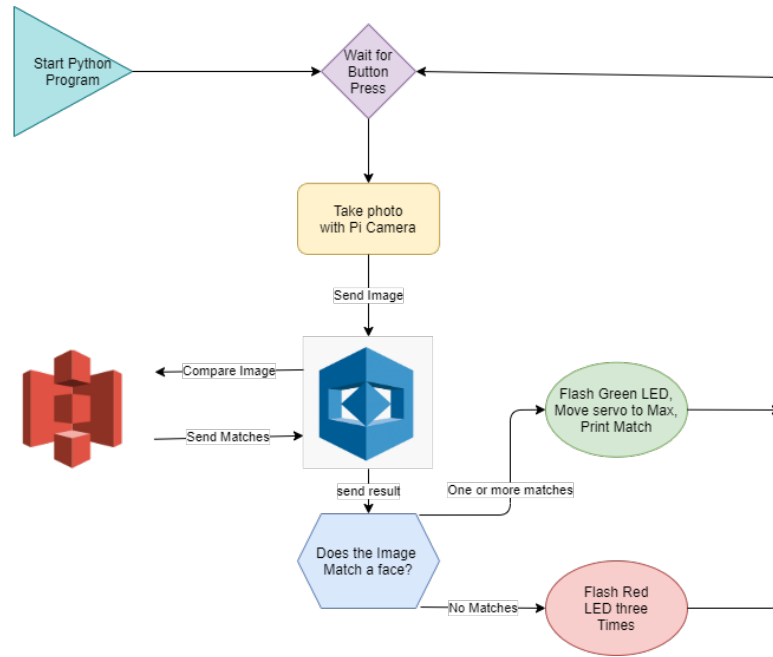 Start Python
Program
Wait for
Button
Press
Take photo
with Pi Camera
Send Image
Compare Image
Send Matches
send result
Flash Green LED,
Move servo to Max,
Print Match
One or more matches
Does the Image
Match a face?
No Matches
Flash Red
LED three
Times